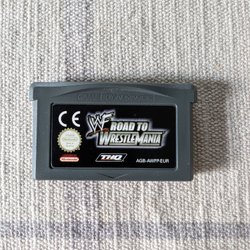 GAME BOY ADVANCE
CE
WF
ROAD TO
WRESTLEMANIA
Nintendo
THQ
AGB-AWFP-EUR